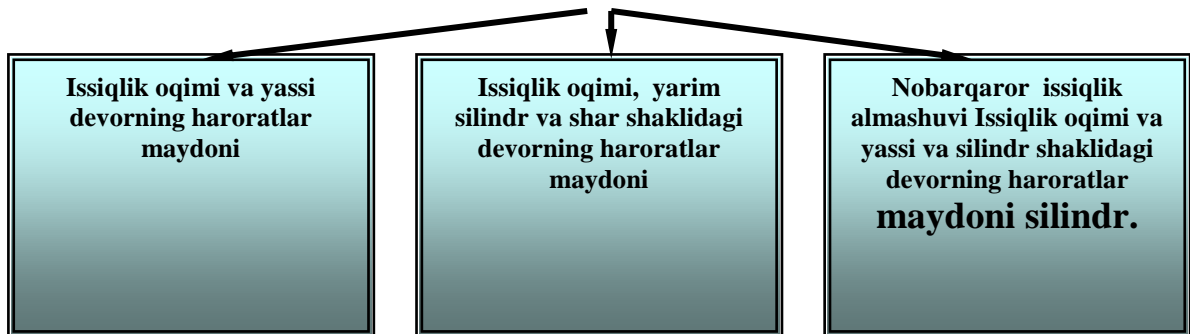 Issiqlik oqimi va yassi
devorning haroratlar
maydoni
Issiqlik oqimi, yarim
silindr va shar shaklidagi
devorning haroratlar
maydoni
Nobarqaror issiqlik
almashuvi Issiqlik oqimi va
yassi va silindr shaklidagi
devorning haroratlar
maydoni silindr.